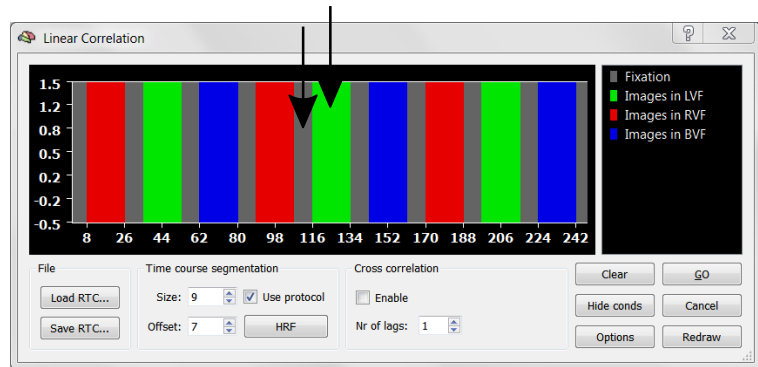 Linear Correlation
1.5
1.2
0.8
0.5
0.2
-0.2
-0.5
8 26 44 62 80 98 116 134 152 170 188 206 224 242
Fixation
Images in LVF
Images in RVF
Images in BVF
File
Load RTC...
Save RTC...
Time course segmentation
Size: 9 Use protocol
Offset: 7 HRF
Cross correlation
Enable
Nr of lags: 1
Clear GO
Hide conds Cancel
Options Redraw